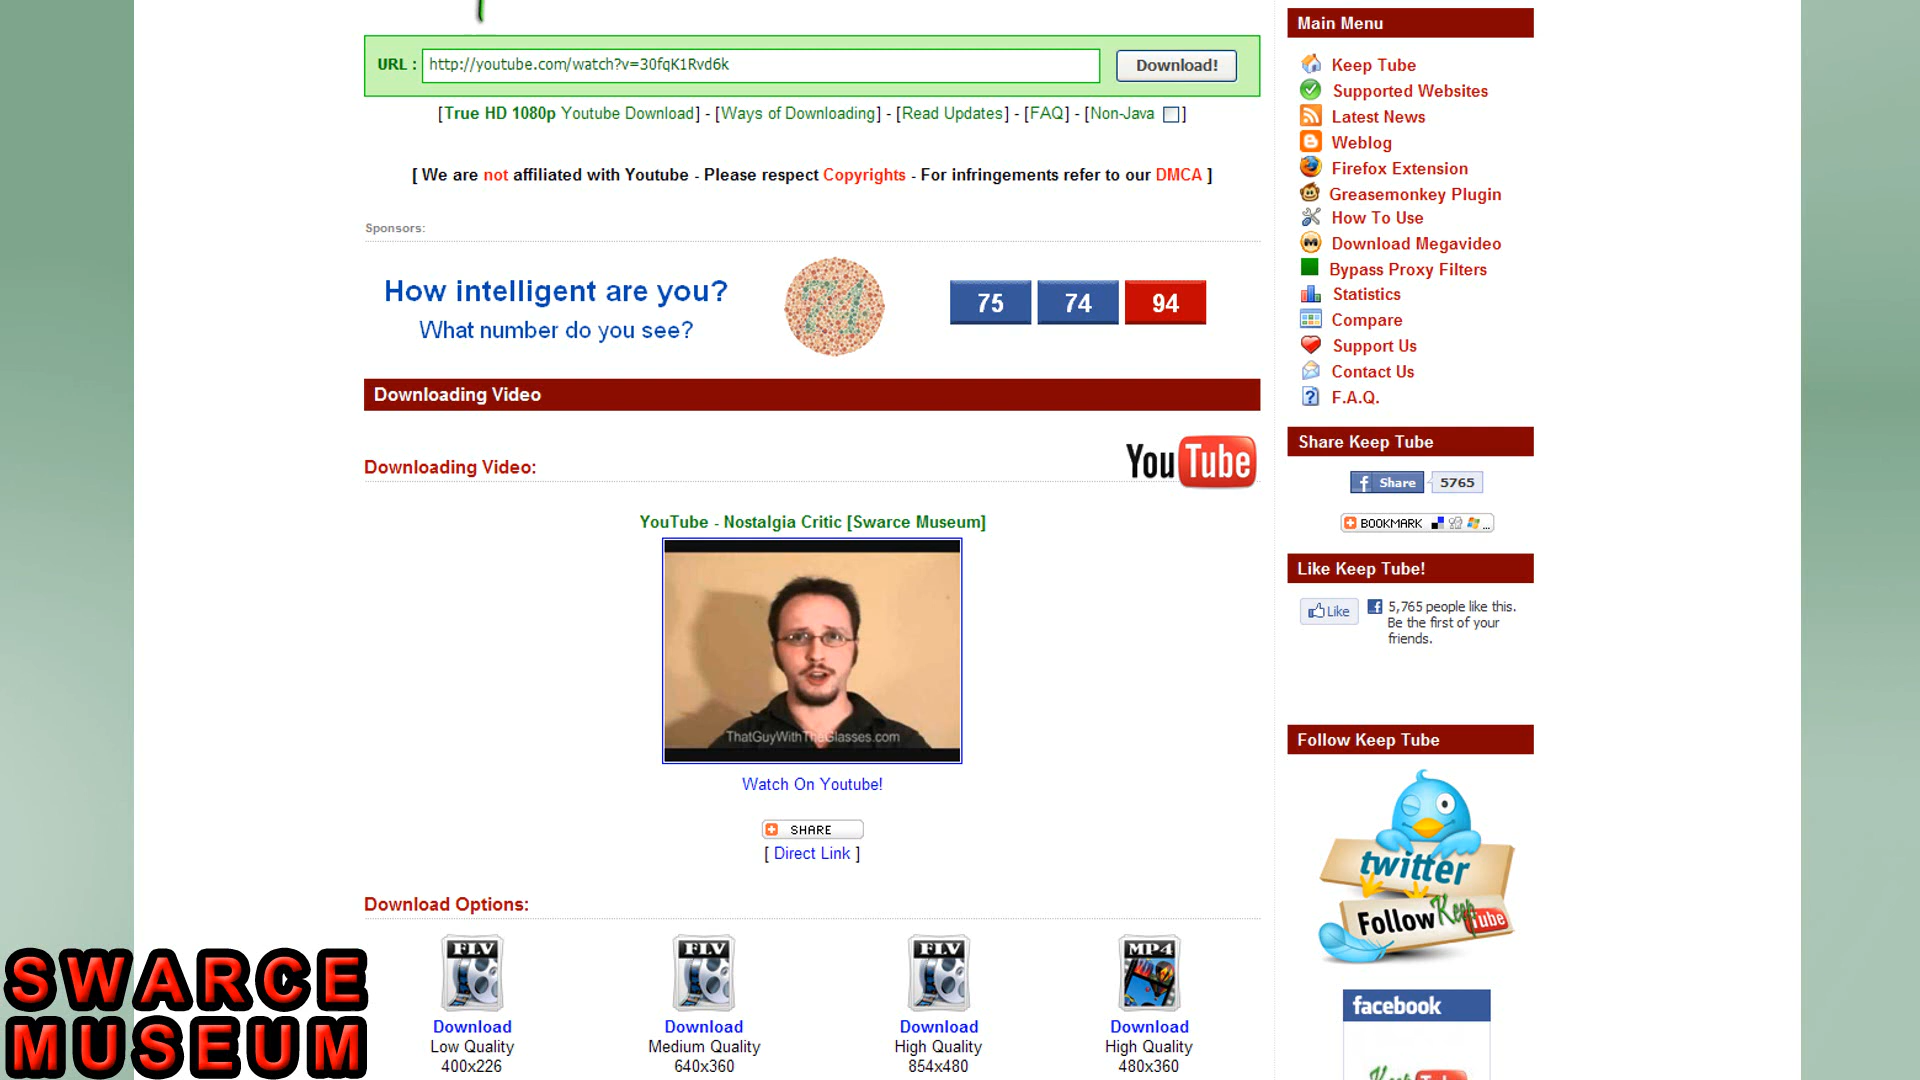 URL : http://youtube.com/watch?v=30fqK1Rvd6k Download!
[True HD 1080p Youtube Download] - [Ways of Downloading] - [Read Updates] - [FAQ] - [Non-Java ]
[ We are not affiliated with Youtube - Please respect Copyrights - For infringements refer to our DMCA ]
Sponsors:
How intelligent are you?
What number do you see?
74
75 74 94
Downloading Video
Downloading Video:
YouTube
YouTube - Nostalgia Critic [Swarce Museum]
ThatGuyWithTheGlasses.com
Watch On Youtube!
SHARE
[ Direct Link ]
Download Options:
FLV FLV FLV MP4
Download Download Download Download
Low Quality Medium Quality High Quality High Quality
400x226 640x360 854x480 480x360
Main Menu
Keep Tube
Supported Websites
Latest News
Weblog
Firefox Extension
Greasemonkey Plugin
How To Use
Download Megavideo
Bypass Proxy Filters
Statistics
Compare
Support Us
Contact Us
F.A.Q.
Share Keep Tube
f Share 5765
BOOKMARK ...
Like Keep Tube!
Like
5,765 people like this.
Be the first of your
friends.
Follow Keep Tube
twitter
Follow KeepTube
facebook
KeepTube
SWARCE
MUSEUM